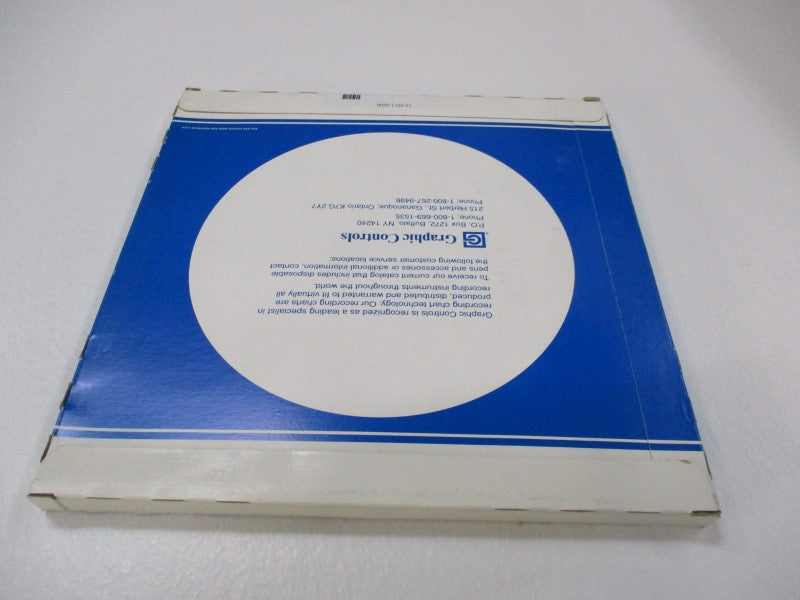 Graphic Controls is recognized as a leading specialist in
recording chart technology. Our recording charts are
produced, distributed and warranted to fit virtually all
recording instruments throughout the world.
To receive our current catalog that includes disposable
pens and accessories or additional information, contact
the following customer service locations:
Graphic Controls
P.O. Box 1272, Buffalo, NY 14240
Phone: 1-800-669-1535
215 Herbert St., Gananoque, Ontario K7G 2Y7
Phone: 1-800-267-9496